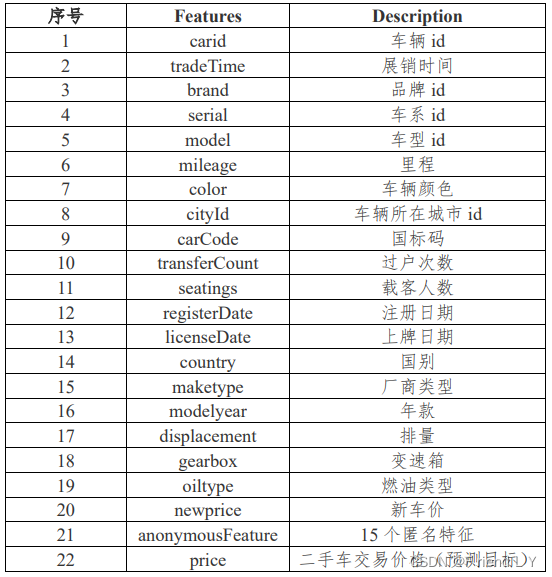 序号 Features Description
1 carid 车辆 id
2 tradeTime 展销时间
3 brand 品牌 id
4 serial 车系 id
5 model 车型 id
6 mileage 里程
7 color 车辆颜色
8 cityId 车辆所在城市 id
9 carCode 国标码
10 transferCount 过户次数
11 seatings 载客人数
12 registerDate 注册日期
13 licenseDate 上牌日期
14 country 国别
15 maketype 厂商类型
16 modelyear 年款
17 displacement 排量
18 gearbox 变速箱
19 oiltype 燃油类型
20 newprice 新车价
21 anonymousFeature 15 个匿名特征
22 price 二手车交易价格（预测目标）